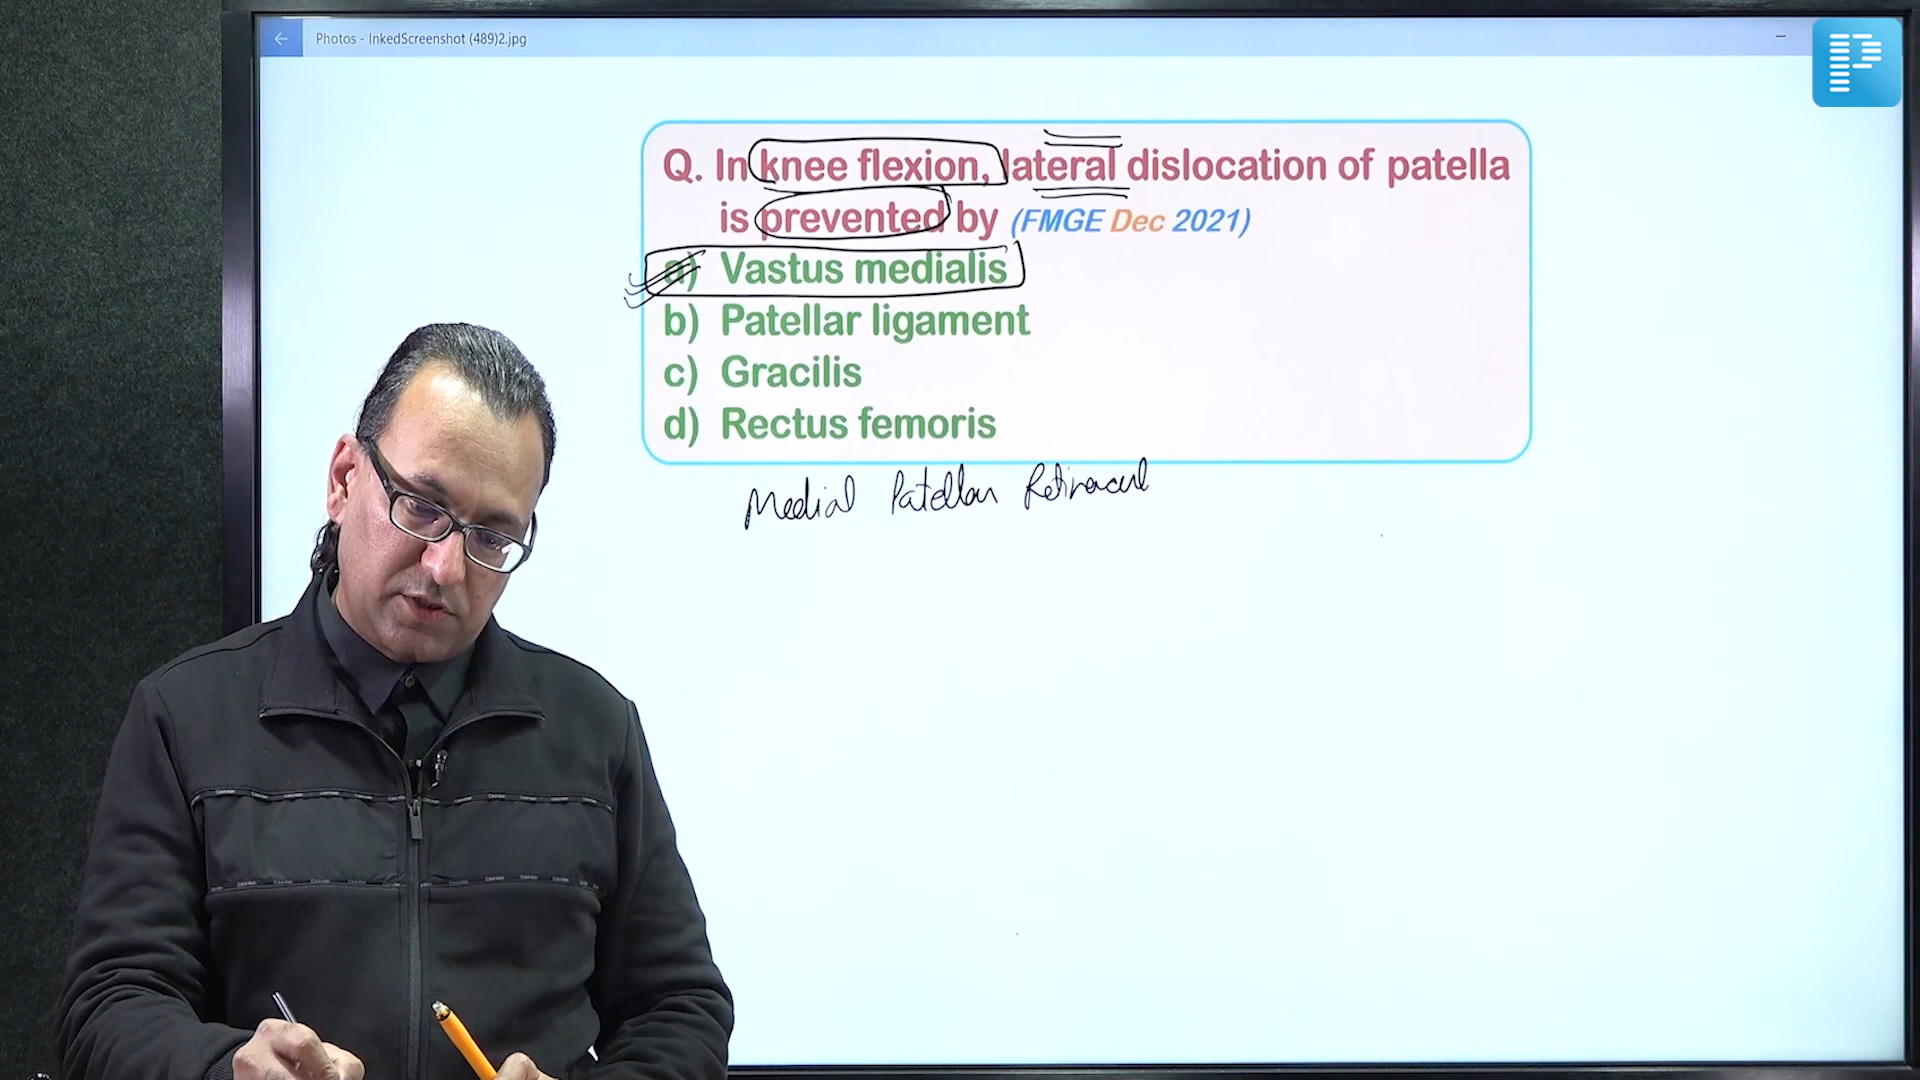 Photos - InkedScreenshot (489)2.jpg
Q. In knee flexion, lateral dislocation of patella
is prevented by (FMGE Dec 2021)
a) Vastus medialis
b) Patellar ligament
c) Gracilis
d) Rectus femoris
Medial Patellar Retinacul